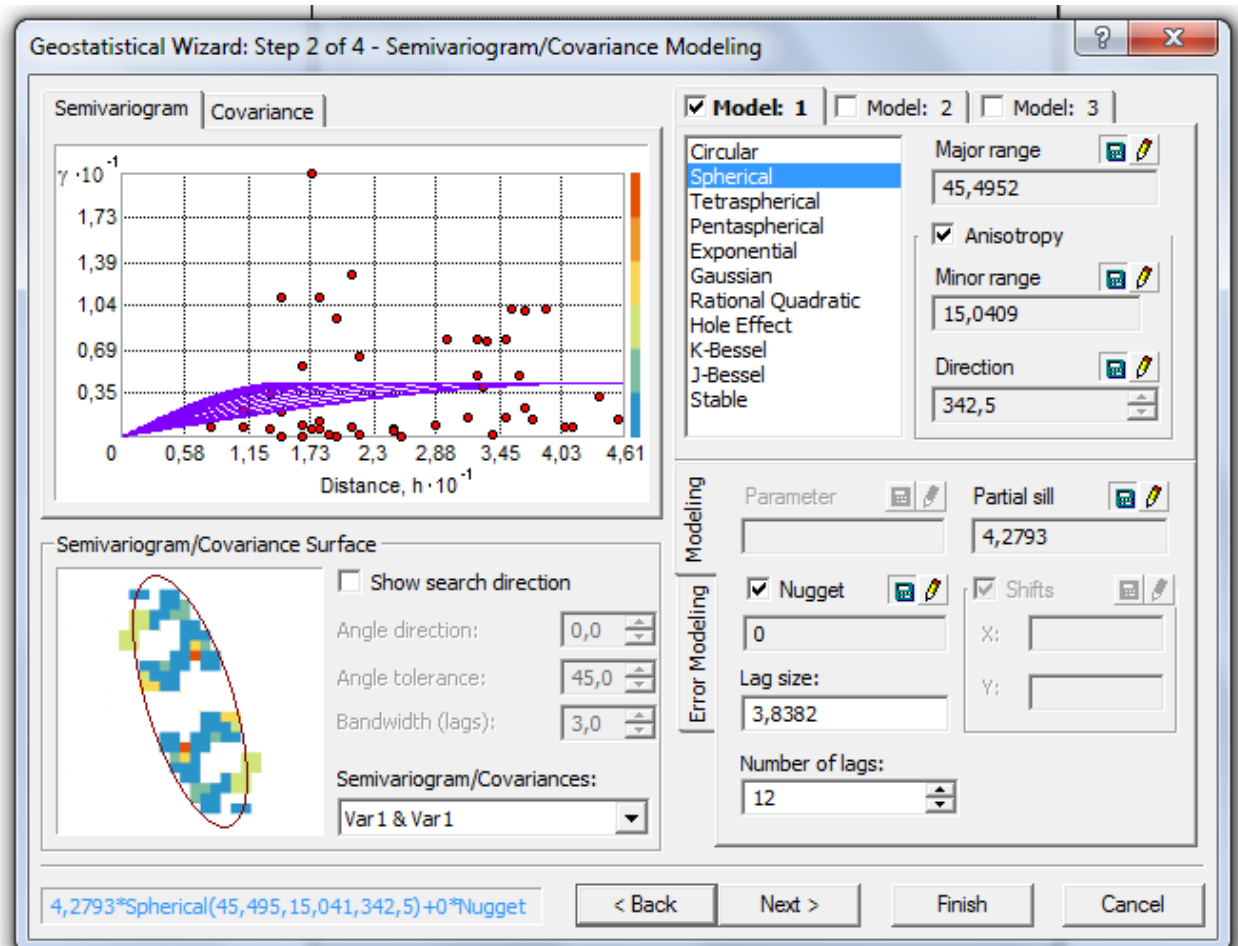 Geostatistical Wizard: Step 2 of 4 - Semivariogram/Covariance Modeling
Semivariogram
Covariance
γ ·10 -1
1,73
1,39
1,04
0,69
0,35
0 0,58 1,15 1,73 2,3 2,88 3,45 4,03 4,61
Distance, h ·10 -1
Model: 1
Model: 2
Model: 3
Circular
Spherical
Tetraspherical
Pentaspherical
Exponential
Gaussian
Rational Quadratic
Hole Effect
K-Bessel
J-Bessel
Stable
Major range
45,4952
Anisotropy
Minor range
15,0409
Direction
342,5
Modeling
Error Modeling
Parameter
Partial sill
4,2793
Nugget
0
Shifts
X:
Y:
Lag size:
3,8382
Number of lags:
12
Semivariogram/Covariance Surface
Show search direction
Angle direction: 0,0
Angle tolerance: 45,0
Bandwidth (lags): 3,0
Semivariogram/Covariances:
Var1 & Var1
4,2793*Spherical(45,495,15,041,342,5)+0*Nugget
< Back
Next >
Finish
Cancel